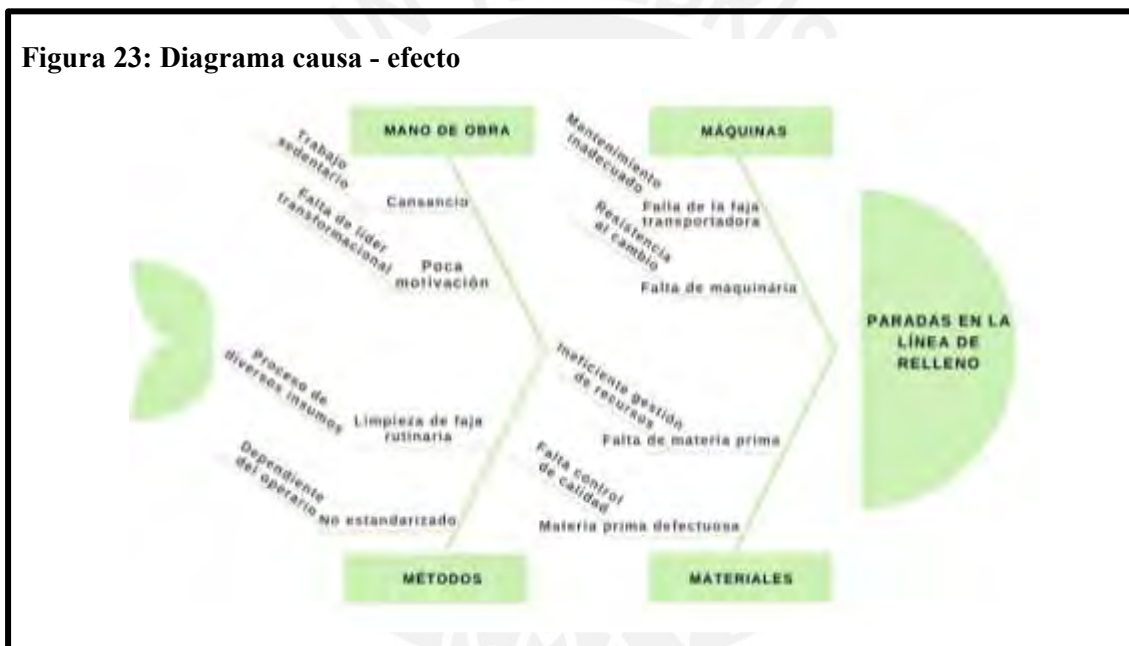 Figura 23: Diagrama causa - efecto
MANO DE OBRA
Trabajo
sedentario
Cansancio
Falta de líder
transformacional
Poca
motivación
MÁQUINAS
Mantenimiento
inadecuado
Falla de la faja
transportadora
Resistencia
al cambio
Falta de maquinaria
PARADAS EN LA
LÍNEA DE
RELLENO
Proceso de
diversos insumos
Limpieza de faja
rutinaria
Dependiente
del operario
No estandarizado
MÉTODOS
Ineficiente gestión
de recursos
Falta de materia prima
Falta control
de calidad
Materia prima defectuosa
MATERIALES